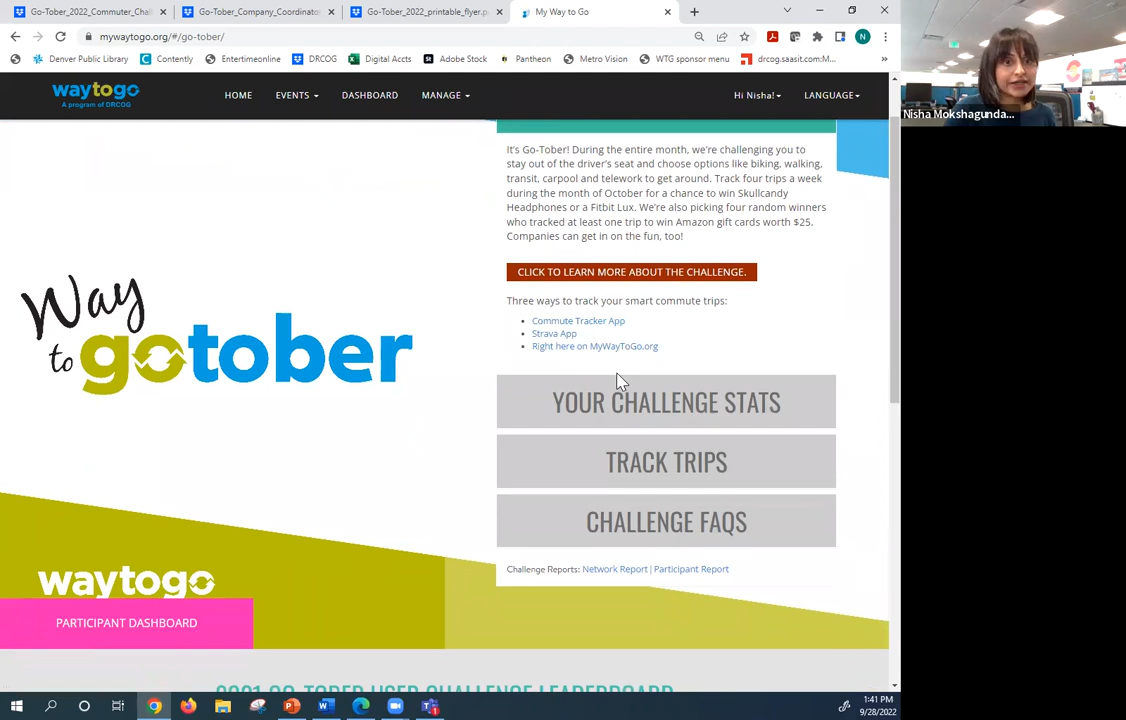 Go-Tober_2022_Commuter_Chal
Go-Tober_Company_Coordinator
Go-Tober_2022_printable_flyer.p
My Way to Go
mywaytogo.org/#/go-tober/
N
Denver Public Library
Contently
Entertimeonline
DRCOG
Digital Accts
Adobe Stock
Pantheon
Metro Vision
WTG sponsor menu
drcog.saasit.com:M...
waytogo
A program of DRCOG
HOME
EVENTS
DASHBOARD
MANAGE
Hi Nisha!
LANGUAGE
Nisha Mokshagunda...
It's Go-Tober! During the entire month, we're challenging you to
stay out of the driver's seat and choose options like biking, walking,
transit, carpool and telework to get around. Track four trips a week
during the month of October for a chance to win Skullcandy
Headphones or a Fitbit Lux. We're also picking four random winners
who tracked at least one trip to win Amazon gift cards worth $25.
Companies can get in on the fun, too!
CLICK TO LEARN MORE ABOUT THE CHALLENGE.
Three ways to track your smart commute trips:
Commute Tracker App
Strava App
Right here on MyWayToGo.org
Way
to gotober
YOUR CHALLENGE STATS
TRACK TRIPS
CHALLENGE FAQS
Challenge Reports: Network Report | Participant Report
waytogo
PARTICIPANT DASHBOARD
2021 GO-TOBER USER CHALLENGE LEADERBOARD
1:41 PM
9/28/2022